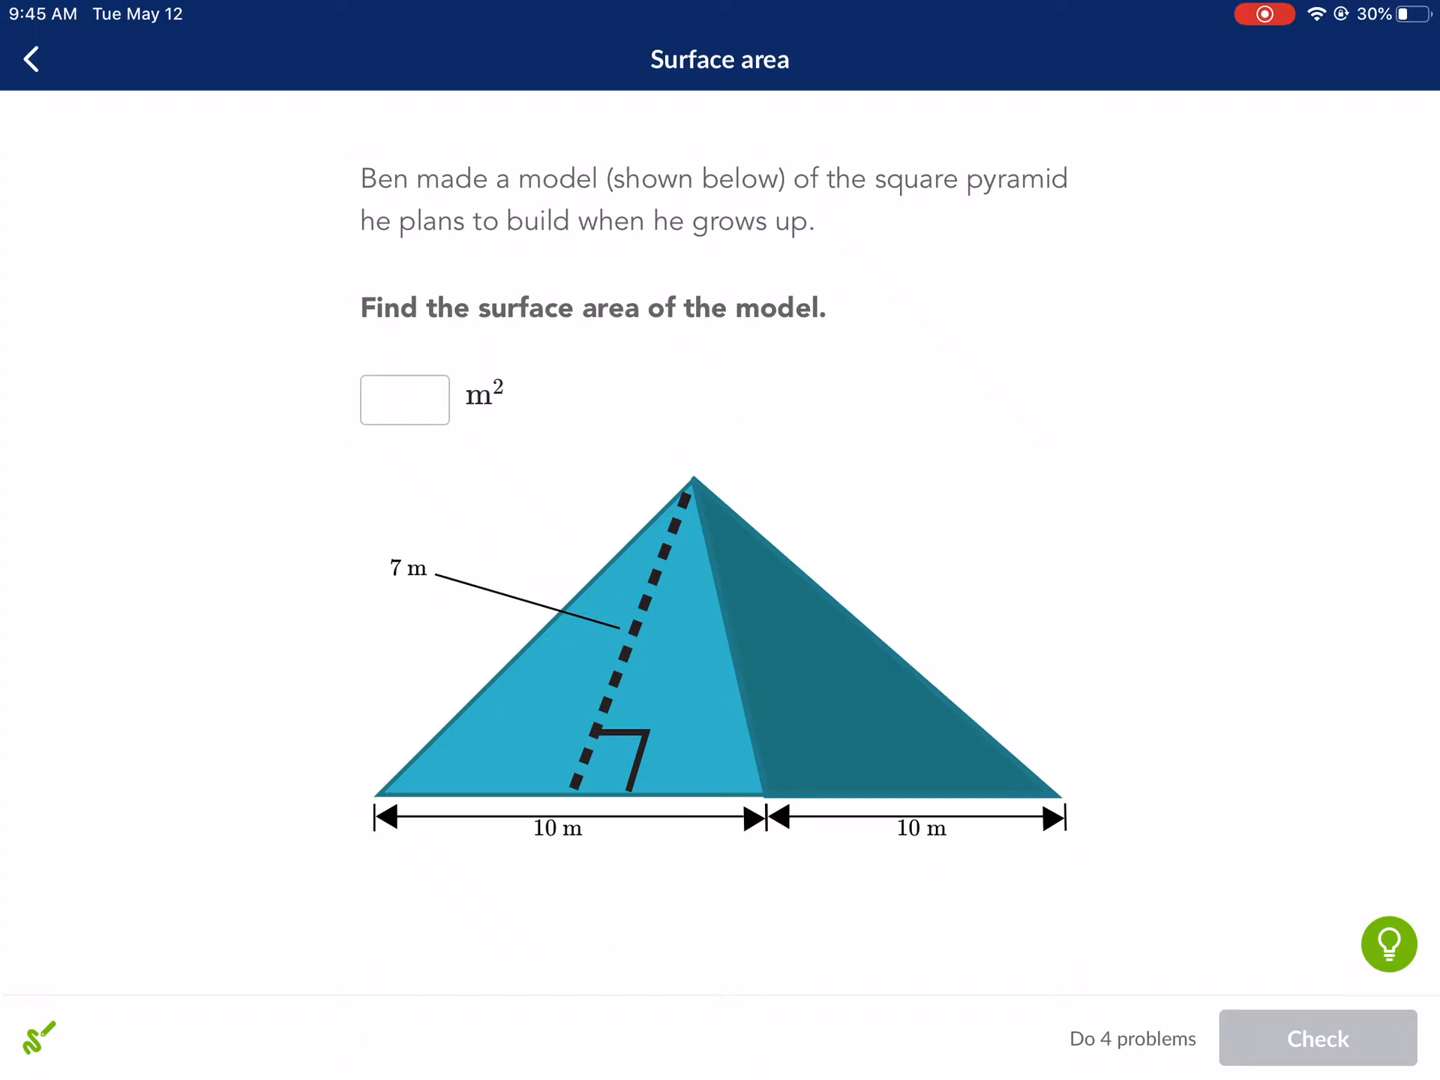 9:45 AM Tue May 12
30%
Surface area
Ben made a model (shown below) of the square pyramid
he plans to build when he grows up.
Find the surface area of the model.
m²
7 m
10 m
10 m
Do 4 problems
Check